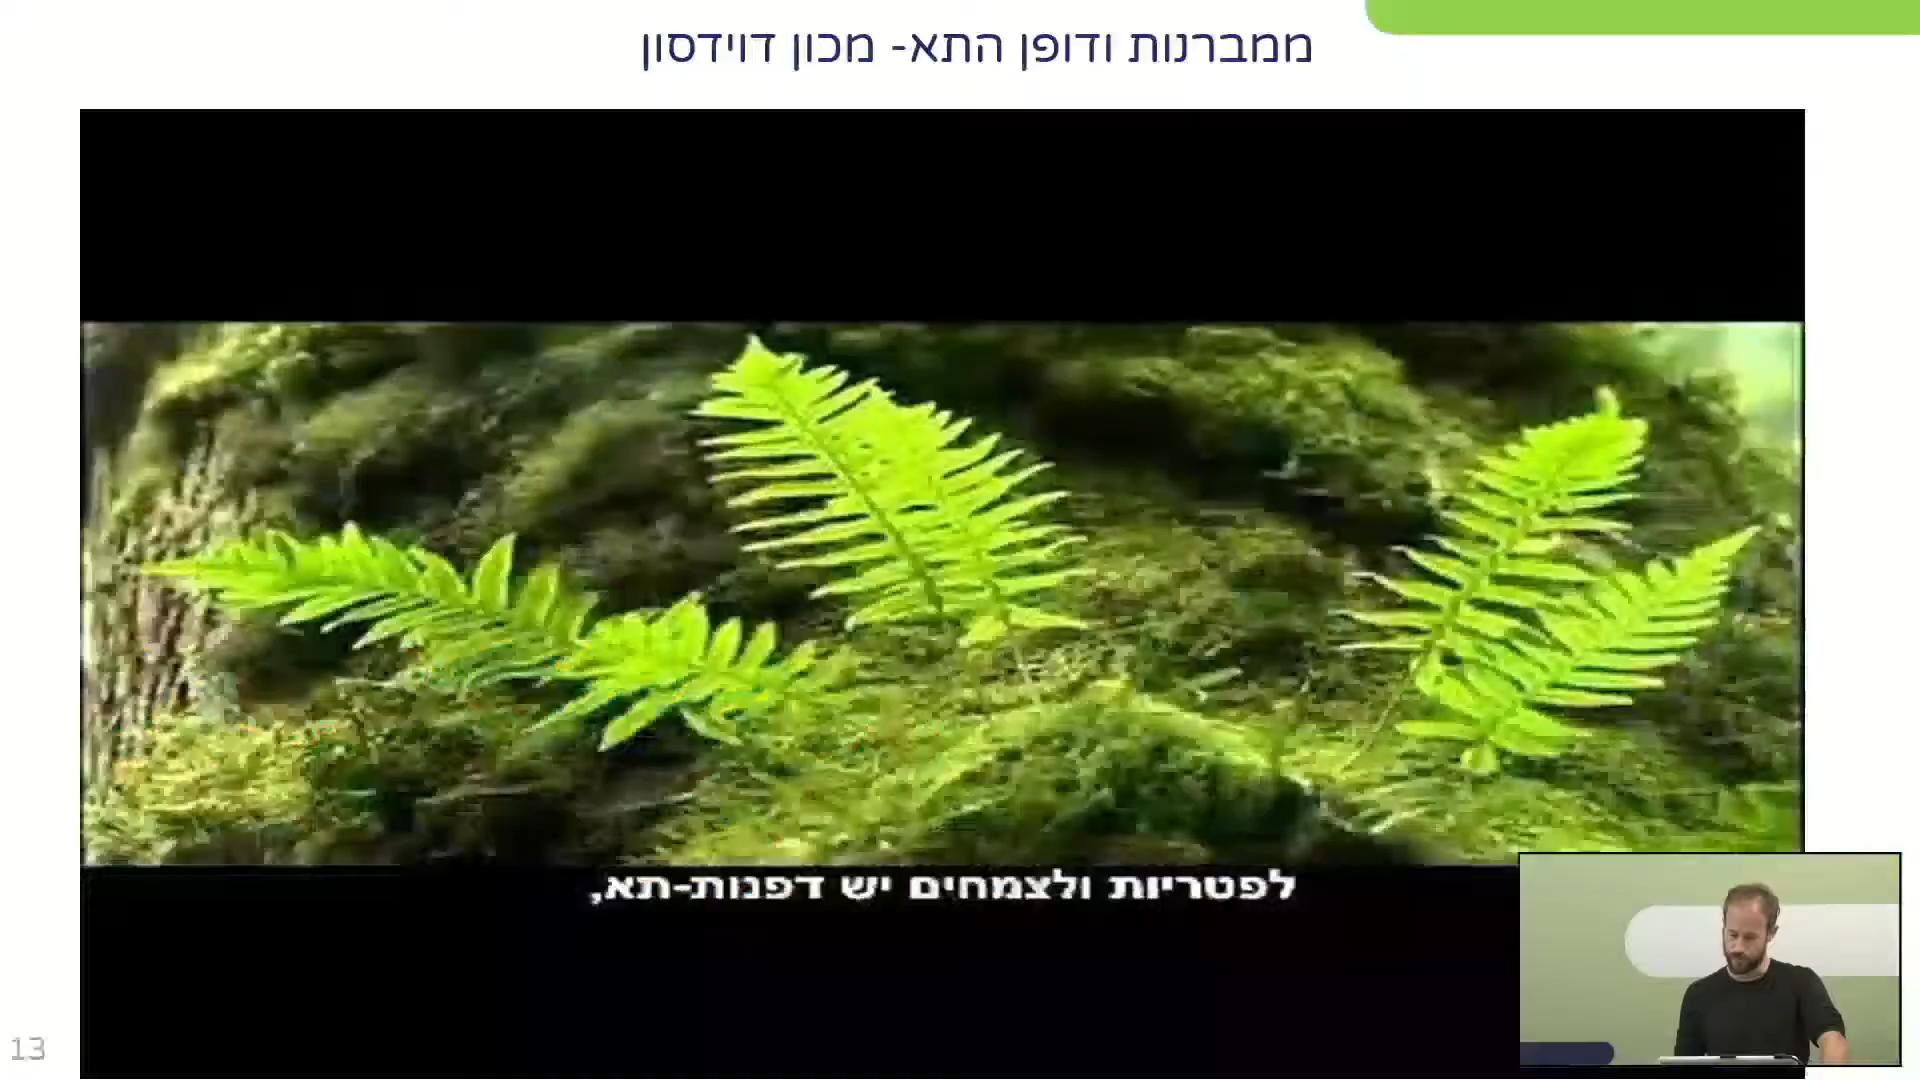 ממברנות ודופן התא- מכון דוידסון
לפטריות ולצמחים יש דפנות-תא,
13